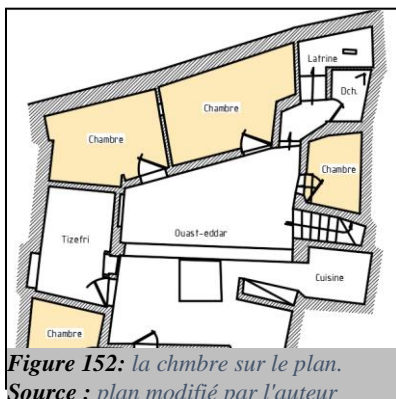 Latrine
Dch.
Chambre
Chambre
Chambre
Tizefri
Ouast-eddar
Cuisine
Chambre
Figure 152: la chmbre sur le plan.
Source : plan modifié par l'auteur